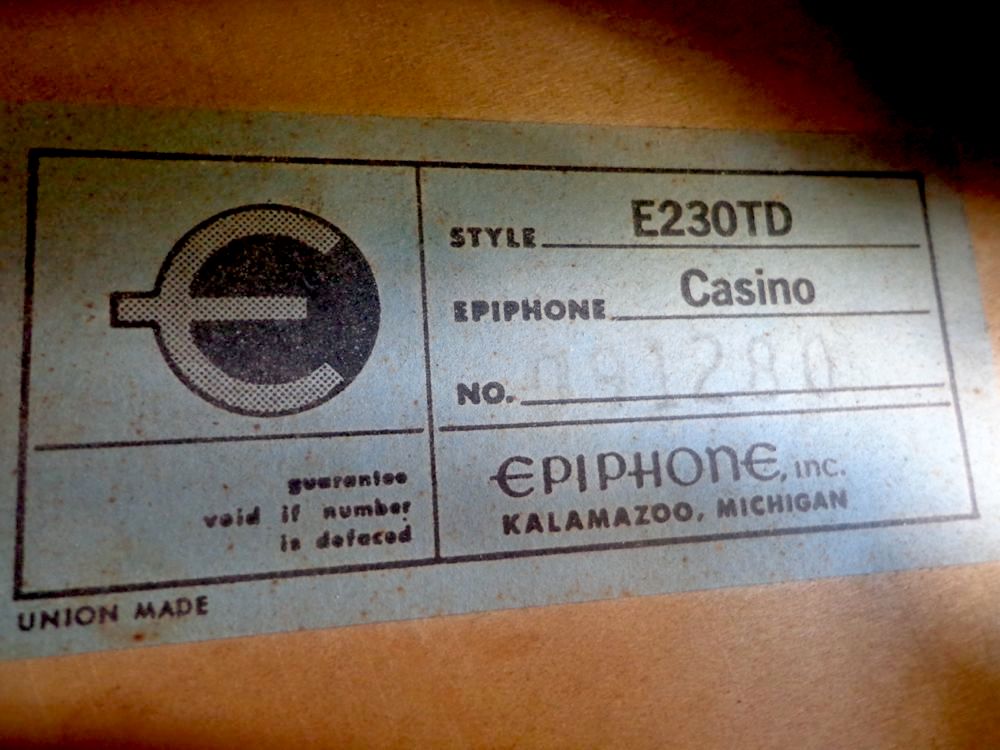 STYLE E230TD
EPIPHONE Casino
NO.
EPIPHONE, INC.
KALAMAZOO, MICHIGAN
guarantee
void if number
is defaced
UNION MADE